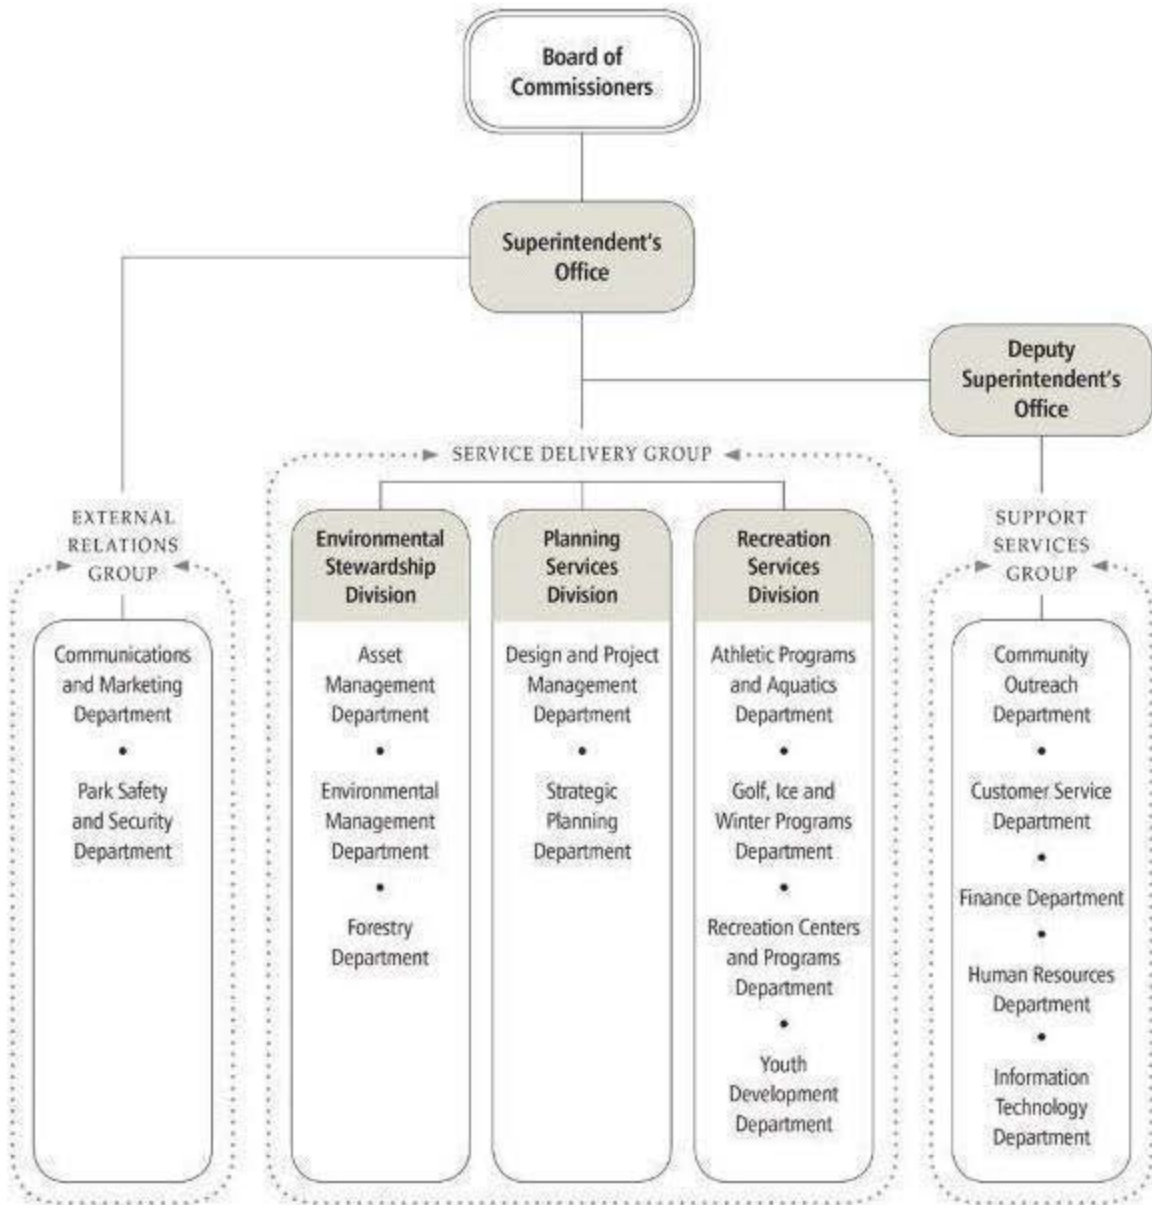 Board of
Commissioners
Superintendent's
Office
Deputy
Superintendent's
Office
SERVICE DELIVERY GROUP
EXTERNAL
RELATIONS
GROUP
Communications
and Marketing
Department
Park Safety
and Security
Department
Environmental
Stewardship
Division
Asset
Management
Department
Environmental
Management
Department
Forestry
Department
Planning
Services
Division
Design and Project
Management
Department
Strategic
Planning
Department
Recreation
Services
Division
Athletic Programs
and Aquatics
Department
Golf, Ice and
Winter Programs
Department
Recreation Centers
and Programs
Department
Youth
Development
Department
SUPPORT
SERVICES
GROUP
Community
Outreach
Department
Customer Service
Department
Finance Department
Human Resources
Department
Information
Technology
Department